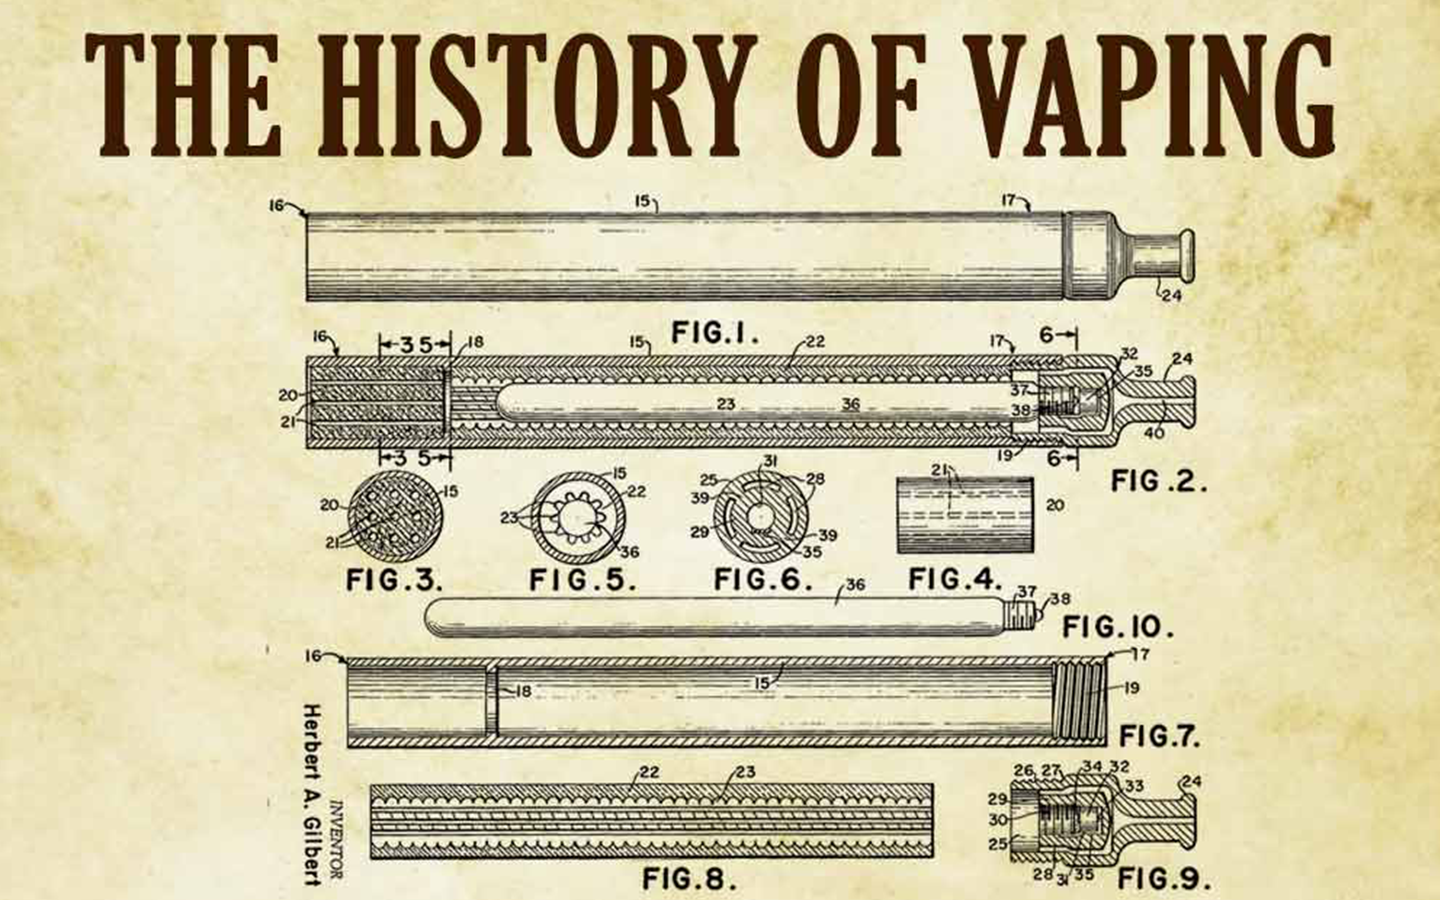 THE HISTORY OF VAPING
16 15 17
24
FIG.1.
16 3 5 18 15 22 17 6 32 24
35
20 23 36 37
21 38
40
3 5 19 6
FIG.2.
20 15
21
FIG.3.
15
22
23
36
FIG.5.
31
25 28
39
29 39
35
FIG.6.
21
20
FIG.4.
36 37 38
FIG.10.
16 17
18 15 19
FIG.7.
22 23
FIG.8.
26 27 34 32 24
33
29
30
25
28 31 35
FIG.9.
INVENTOR
Herbert A. Gilbert